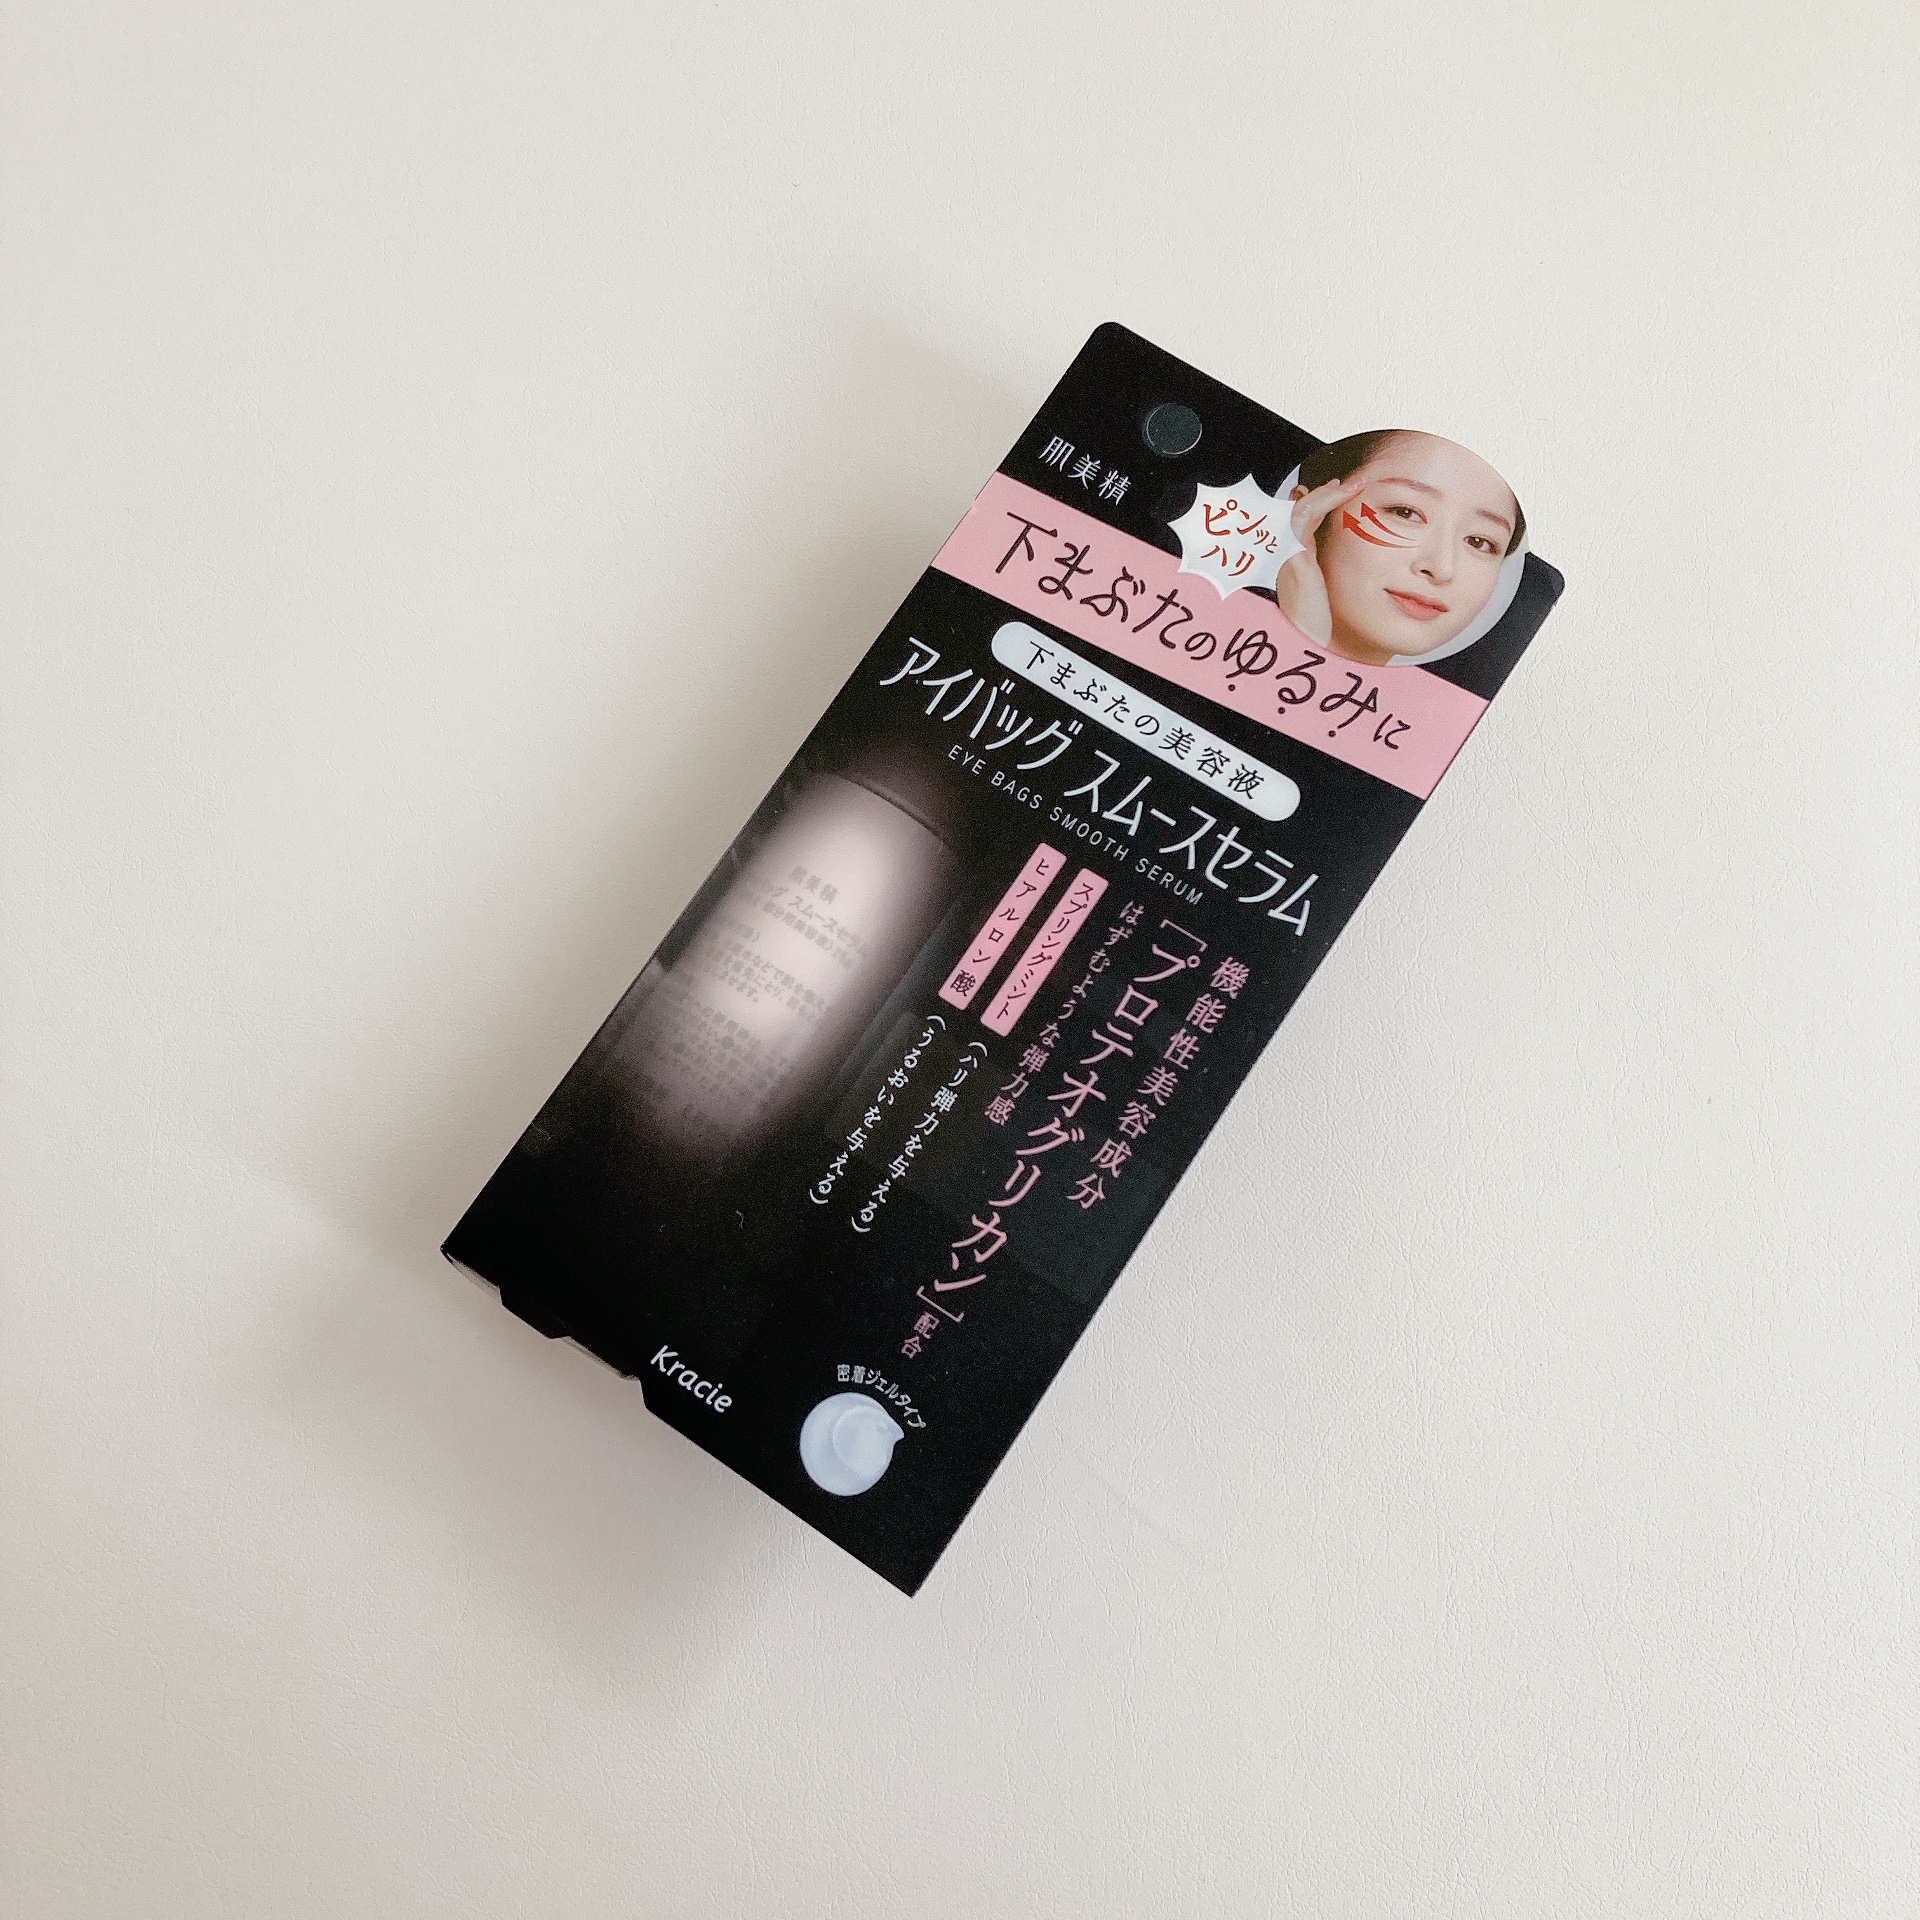 肌美精
ピンッと
ハリ
下まぶたのゆるみに
下まぶたの美容液
アイバッグ スムースセラム
EYE BAGS SMOOTH SERUM
機能性美容成分
[プロテオグリカン]配合
はずむような弾力感
スプリングミント
(ハリ弾力を与える)
ヒアルロン酸
(うるおいを与える)
肌美精
Kracie
密着ジェルタイプ